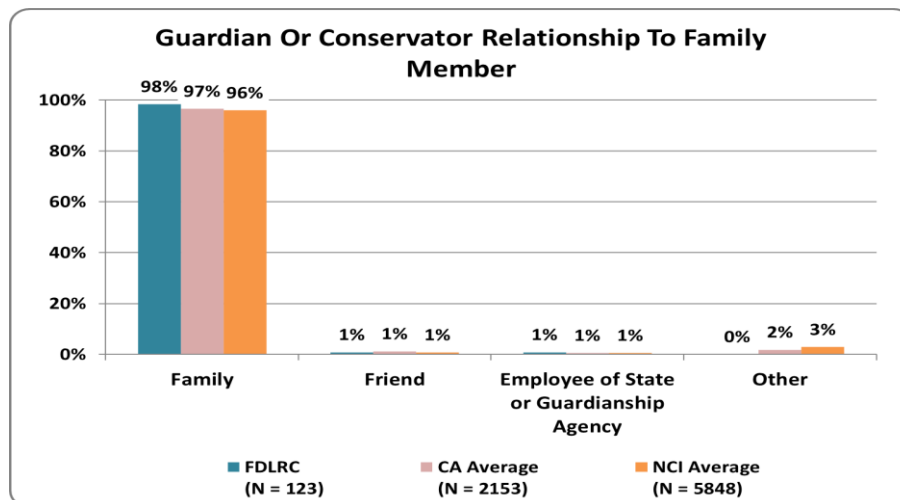 Guardian Or Conservator Relationship To Family
Member
98% 97% 96%
100%
80%
60%
40%
20%
0%
1% 1% 1%
1% 1% 1%
0% 2% 3%
Family
Friend
Employee of State
or Guardianship
Agency
Other
FDLRC
(N = 123)
CA Average
(N = 2153)
NCI Average
(N = 5848)